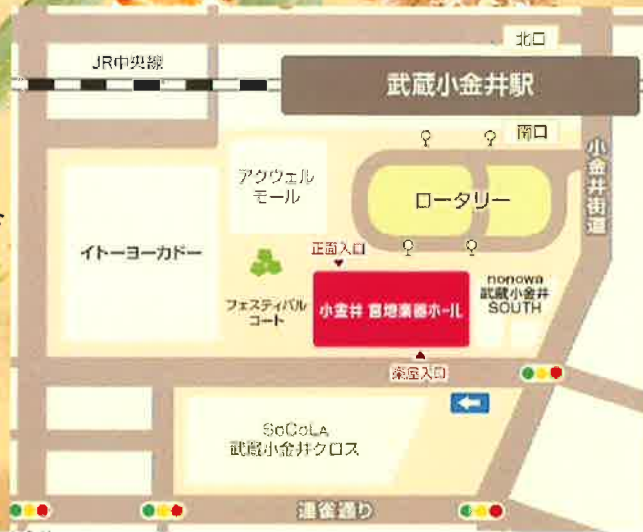 北口
JR中央線
武蔵小金井駅
南口
小金井街道
アクウェル
モール
ロータリー
イトーヨーカドー
正面入口
nonowa
武蔵小金井
SOUTH
フェスティバル
コート
小金井 宮地楽器ホール
楽屋入口
SOCOLA
武蔵小金井クロス
連雀通り